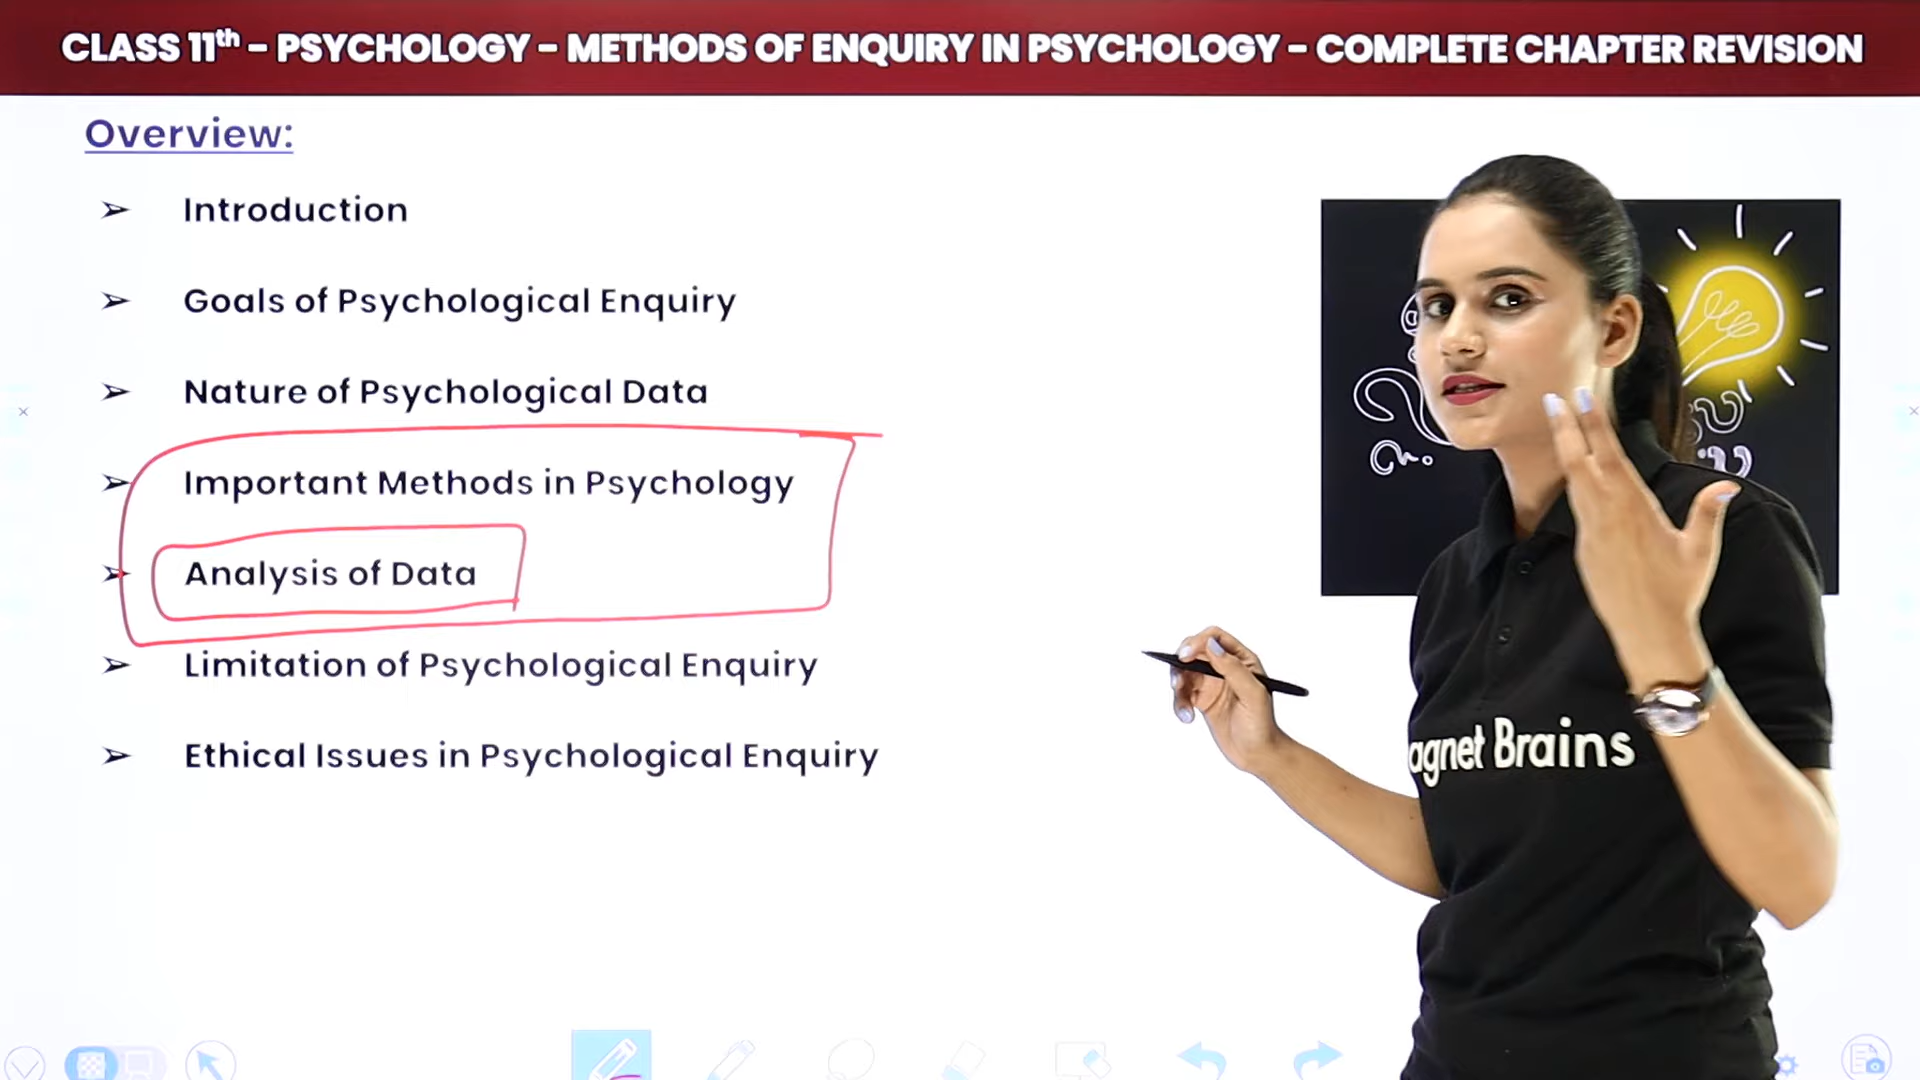 CLASS 11th – PSYCHOLOGY – METHODS OF ENQUIRY IN PSYCHOLOGY – COMPLETE CHAPTER REVISION
Overview:
➢ Introduction
➢ Goals of Psychological Enquiry
➢ Nature of Psychological Data
➢ Important Methods in Psychology
➢ Analysis of Data
➢ Limitation of Psychological Enquiry
➢ Ethical Issues in Psychological Enquiry
agnet Brains